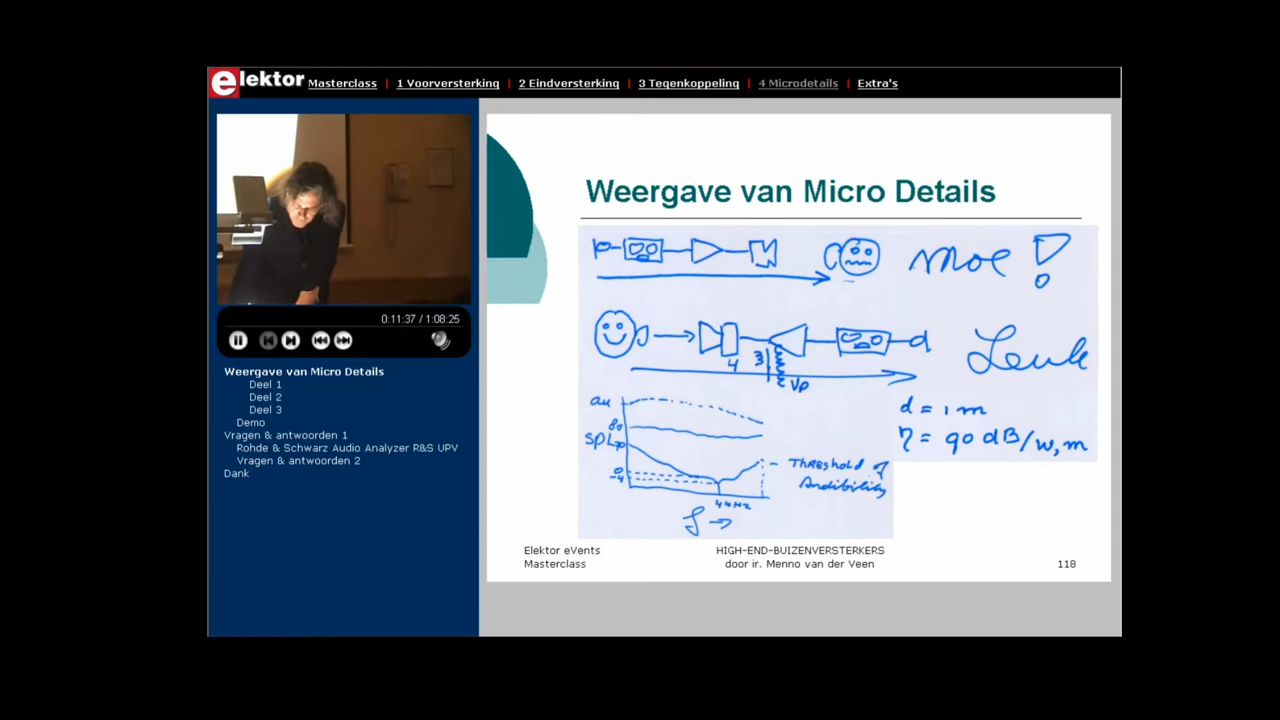 elektor Masterclass | 1 Voorversterking | 2 Eindversterking | 3 Tegenkoppeling | 4 Microdetails | Extra's
0:11:37 / 1:08:25
Weergave van Micro Details
Deel 1
Deel 2
Deel 3
Demo
Vragen & antwoorden 1
Rohde & Schwarz Audio Analyzer R&S UPV
Vragen & antwoorden 2
Dank
Weergave van Micro Details
Moe !
Leuk
4
3
VP
d = 1 m
η = 90 dB/W,m
80
SPL 70
0
-4
Threshold of
Audibility
f →
Elektor eVents
Masterclass
HIGH-END-BUIZENVERSTERKERS
door ir. Menno van der Veen
118